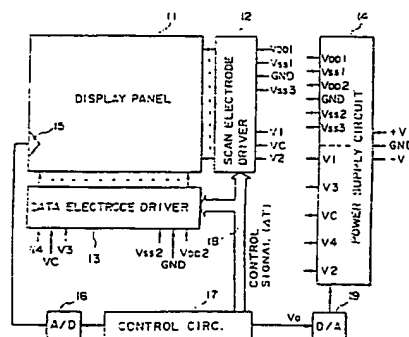 11
12
14
DISPLAY PANEL
15
SCAN ELECTRODE
DRIVER
VDD1
Vss1
GND
Vss3
V1
VC
V2
VDD1
Vss1
VDD2
GND
Vss2
Vss3
V1
V3
VC
V4
V2
POWER SUPPLY CIRCUIT
+V
GND
-V
DATA ELECTRODE DRIVER
V4
VC
V3
13
Vss2
GND
VDD2
18
CONTROL
SIGNAL (ΔT)
16
A/D
17
CONTROL CIRC.
Va
D/A
19